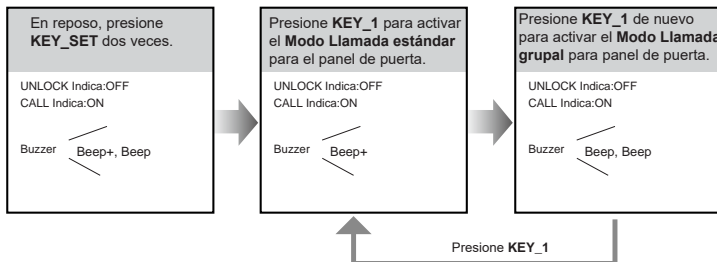 En reposo, presione
KEY_SET dos veces.
UNLOCK Indica:OFF
CALL Indica:ON
Buzzer
Beep+, Beep
Presione KEY_1 para activar
el Modo Llamada estándar
para el panel de puerta.
UNLOCK Indica:OFF
CALL Indica:ON
Buzzer
Beep+
Presione KEY_1 de nuevo
para activar el Modo Llamada
grupal para panel de puerta.
UNLOCK Indica:OFF
CALL Indica:ON
Buzzer
Beep, Beep
Presione KEY_1